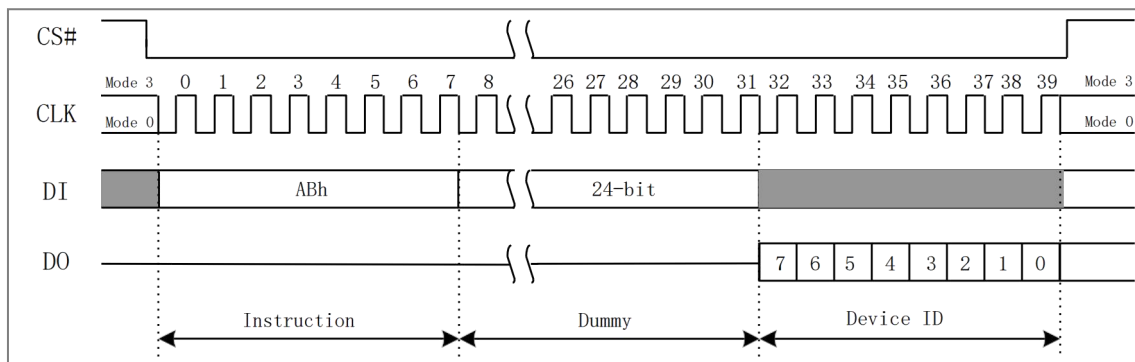 CS#
Mode 3 0 1 2 3 4 5 6 7 8 26 27 28 29 30 31 32 33 34 35 36 37 38 39 Mode 3
CLK
Mode 0 Mode 0
DI ABh 24-bit
DO 7 6 5 4 3 2 1 0
Instruction Dummy Device ID